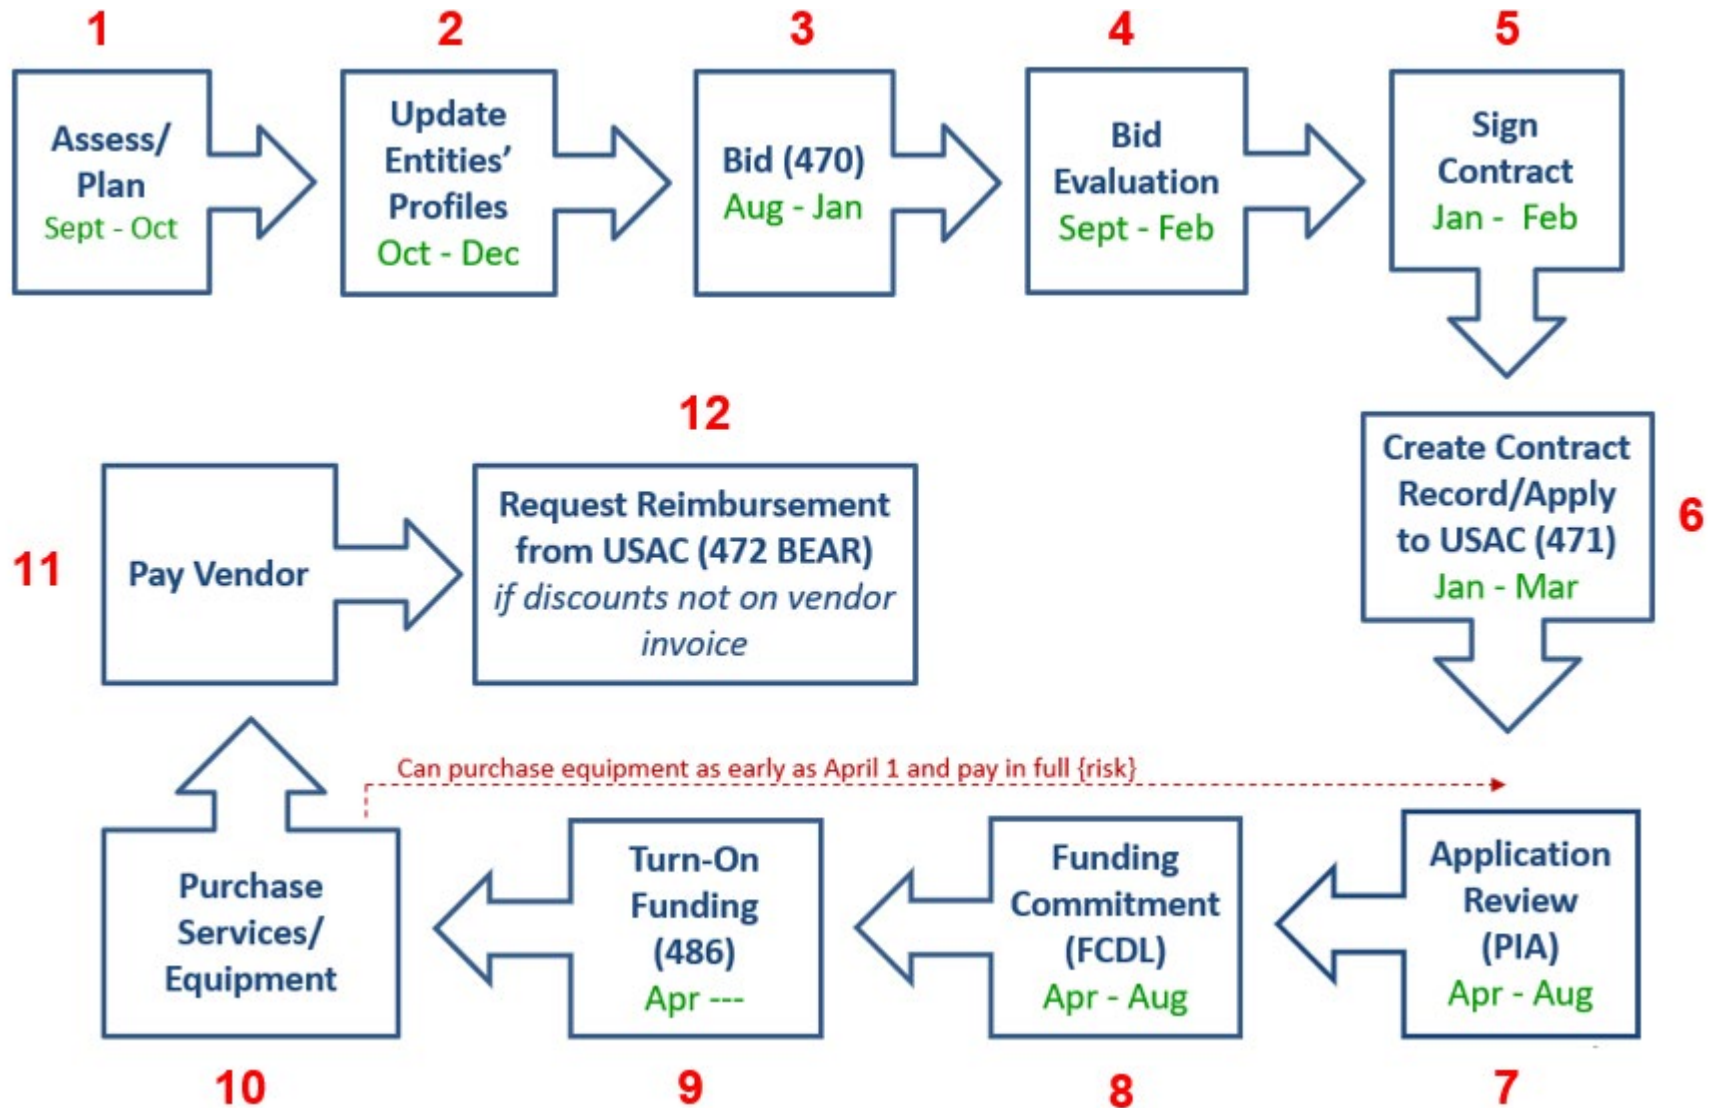 1
Assess/
Plan
Sept - Oct
2
Update
Entities’
Profiles
Oct - Dec
3
Bid (470)
Aug - Jan
4
Bid
Evaluation
Sept - Feb
5
Sign
Contract
Jan - Feb
6
Create Contract
Record/Apply
to USAC (471)
Jan - Mar
7
Application
Review
(PIA)
Apr - Aug
8
Funding
Commitment
(FCDL)
Apr - Aug
9
Turn-On
Funding
(486)
Apr ---
10
Purchase
Services/
Equipment
Can purchase equipment as early as April 1 and pay in full {risk}
11
Pay Vendor
12
Request Reimbursement
from USAC (472 BEAR)
if discounts not on vendor
invoice